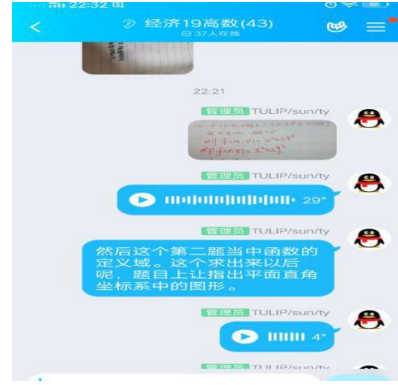 22:32
经济19高数(43)
37人在线
22:21
管理员 TULIP/sun/ty
管理员 TULIP/sun/ty
29"
管理员 TULIP/sun/ty
然后这个第二题当中函数的
定义域。这个求出来以后
呢，题目上让指出平面直角
坐标系中的图形。
管理员 TULIP/sun/ty
4"
管理员 TULIP/sun/ty